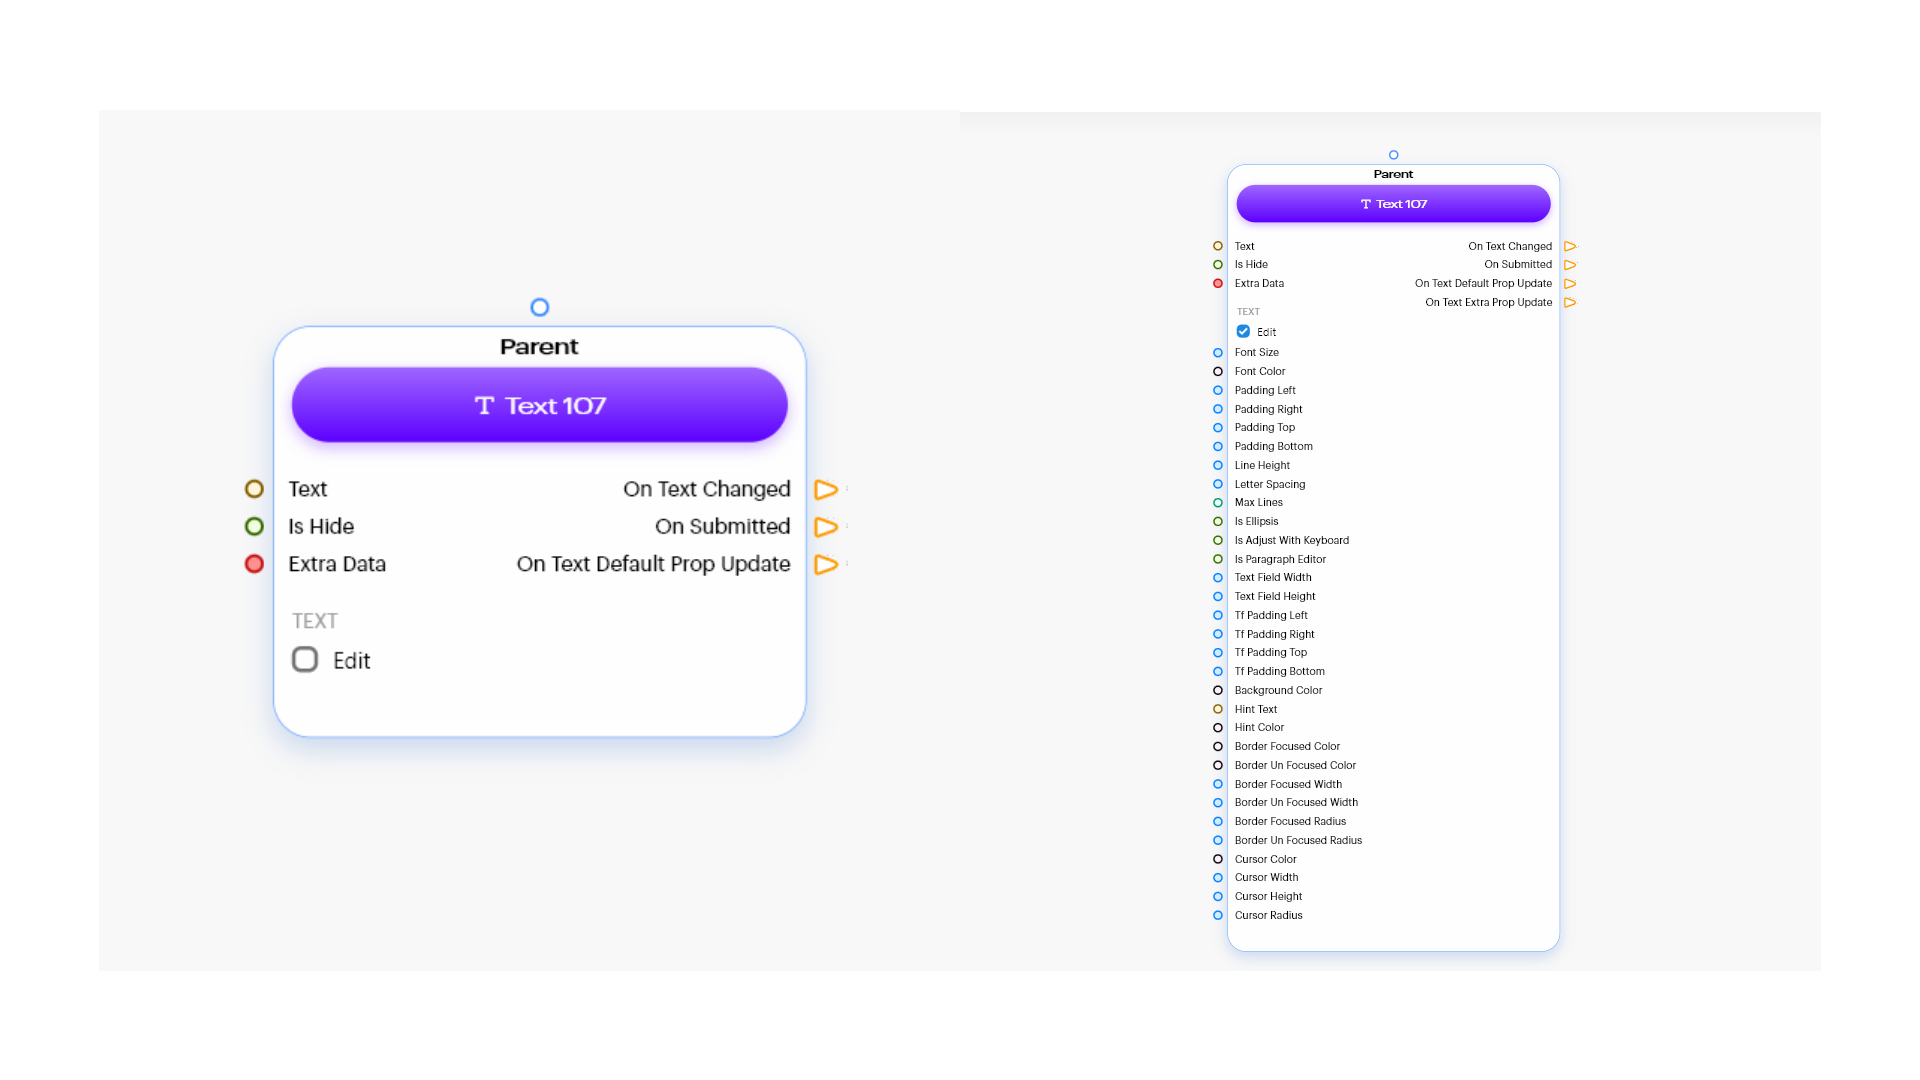 Parent
T Text 107
Text On Text Changed
Is Hide On Submitted
Extra Data On Text Default Prop Update
TEXT
Edit
Parent
T Text 107
Text On Text Changed
Is Hide On Submitted
Extra Data On Text Default Prop Update
On Text Extra Prop Update
TEXT
Edit
Font Size
Font Color
Padding Left
Padding Right
Padding Top
Padding Bottom
Line Height
Letter Spacing
Max Lines
Is Ellipsis
Is Adjust With Keyboard
Is Paragraph Editor
Text Field Width
Text Field Height
Tf Padding Left
Tf Padding Right
Tf Padding Top
Tf Padding Bottom
Background Color
Hint Text
Hint Color
Border Focused Color
Border Un Focused Color
Border Focused Width
Border Un Focused Width
Border Focused Radius
Border Un Focused Radius
Cursor Color
Cursor Width
Cursor Height
Cursor Radius